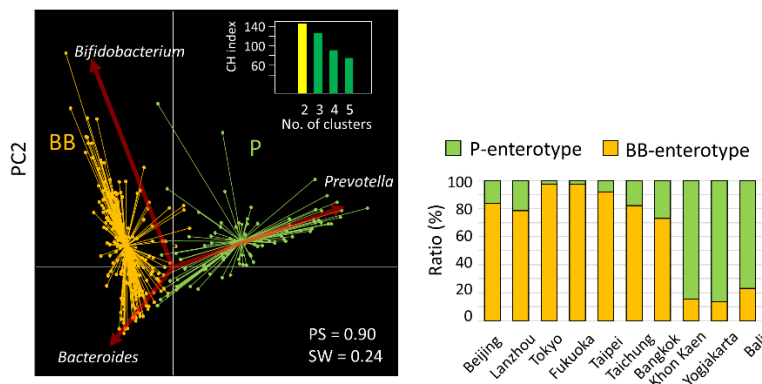 Bifidobacterium
BB
P
Prevotella
Bacteroides
PC2
PS = 0.90
SW = 0.24
CH index
140
100
60
2 3 4 5
No. of clusters
P-enterotype BB-enterotype
Ratio (%)
100
80
60
40
20
0
Beijing
Lanzhou
Tokyo
Fukuoka
Taipei
Taichung
Bangkok
Khon Kaen
Yogjakarta
Bali